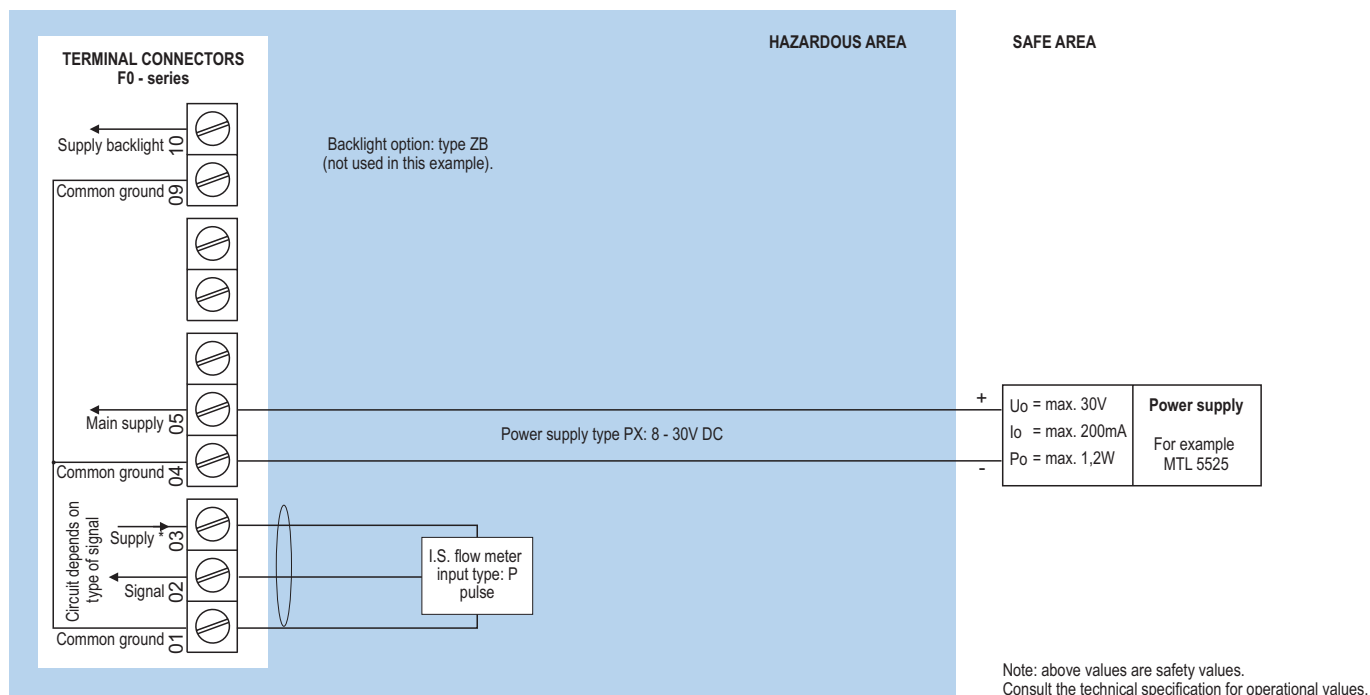 HAZARDOUS AREA
SAFE AREA
TERMINAL CONNECTORS
F0 - series
Supply backlight
10
Backlight option: type ZB
(not used in this example).
Common ground
09
Main supply
05
Power supply type PX: 8 - 30V DC
Common ground
04
+
-
Uo = max. 30V
Io = max. 200mA
Po = max. 1,2W
Power supply
For example
MTL 5525
Circuit depends on
type of signal
Supply *
03
Signal
02
Common ground
01
I.S. flow meter
input type: P
pulse
Note: above values are safety values.
Consult the technical specification for operational values.